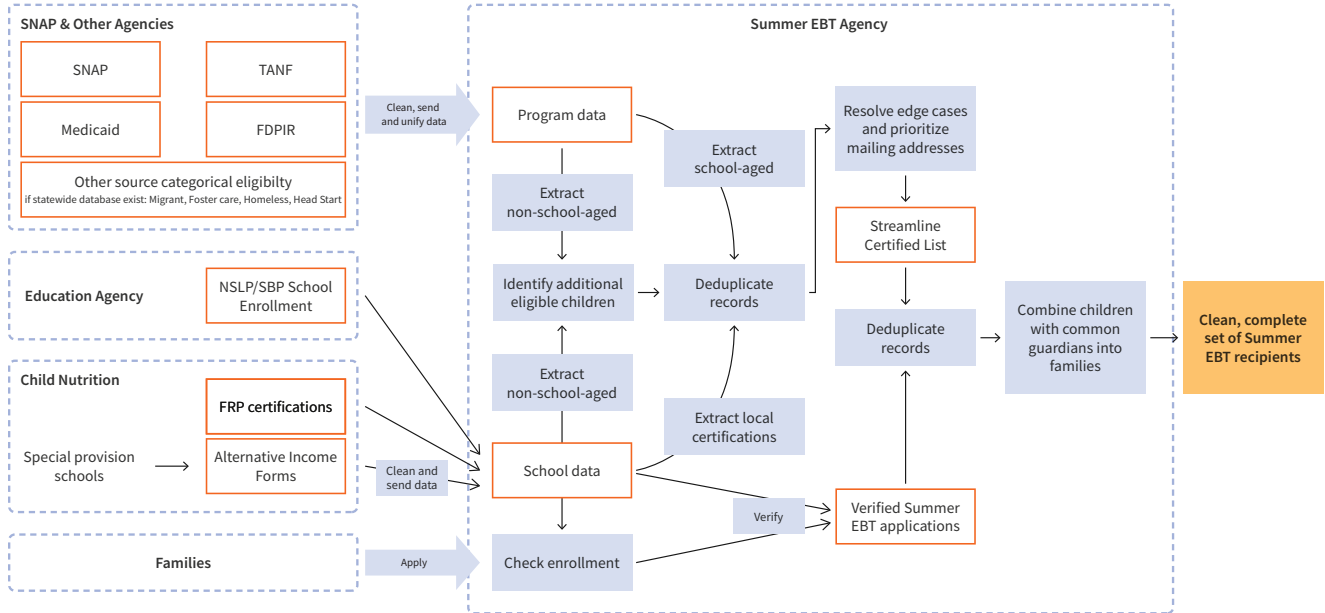 SNAP & Other Agencies
SNAP
TANF
Medicaid
FDPIR
Other source categorical eligibilty
if statewide database exist: Migrant, Foster care, Homeless, Head Start
Clean, send
and unify data
Education Agency
NSLP/SBP School
Enrollment
Child Nutrition
FRP certifications
Special provision
schools
Alternative Income
Forms
Clean and
send data
Families
Apply
Summer EBT Agency
Program data
Extract
school-aged
Extract
non-school-aged
Identify additional
eligible children
Deduplicate
records
Extract
non-school-aged
Extract local
certifications
School data
Verify
Check enrollment
Resolve edge cases
and prioritize
mailing addresses
Streamline
Certified List
Deduplicate
records
Verified Summer
EBT applications
Combine children
with common
guardians into
families
Clean, complete
set of Summer
EBT recipients